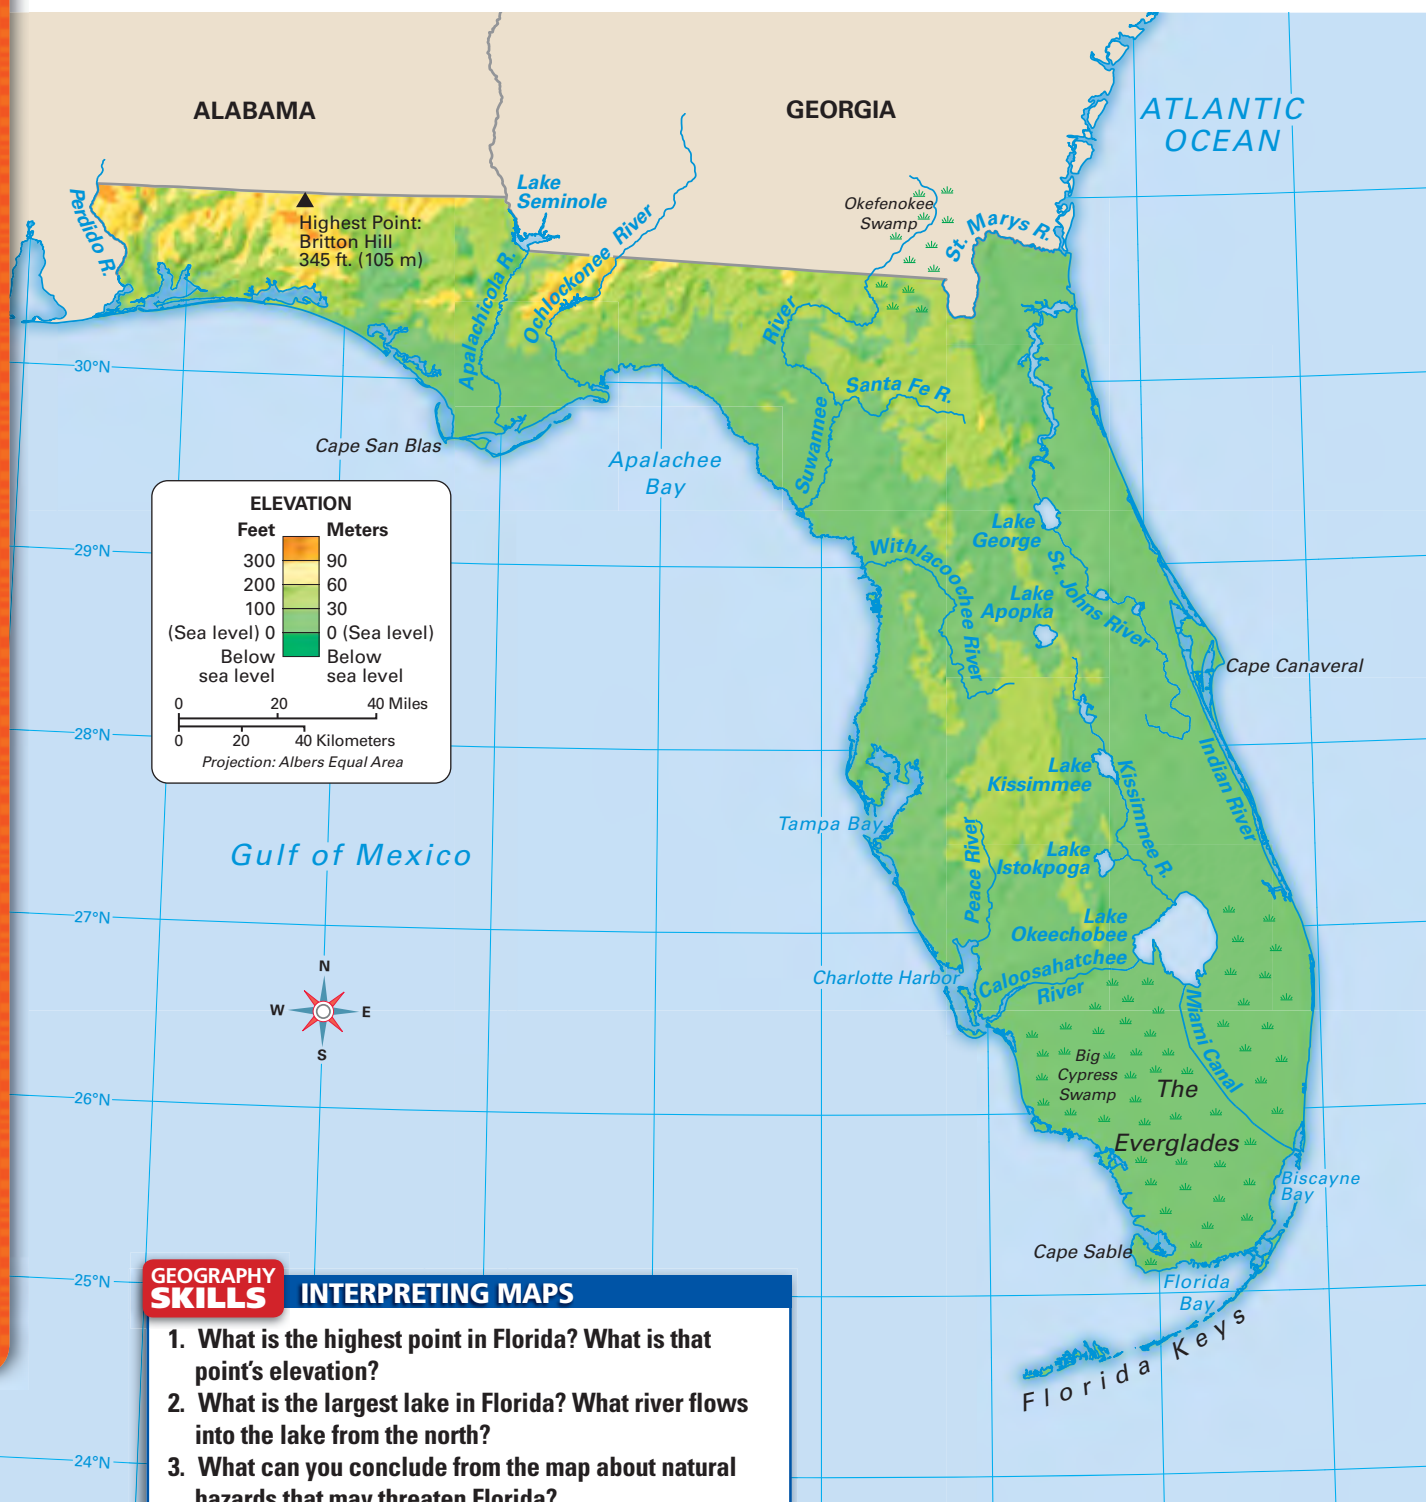 ALABAMA
GEORGIA
ATLANTIC
OCEAN
Perdido R.
Highest Point:
Britton Hill
345 ft. (105 m)
Lake
Seminole
Apalachicola R.
Ochlockonee River
Okefenokee
Swamp
St. Marys R.
30°N
Cape San Blas
Apalachee
Bay
Suwannee
River
Santa Fe R.
ELEVATION
Feet
Meters
300
90
200
60
100
30
(Sea level) 0
0 (Sea level)
Below
sea level
Below
sea level
0
20
40 Miles
0
20
40 Kilometers
Projection: Albers Equal Area
29°N
Withlacoochee River
Lake
George
St. Johns River
Lake
Apopka
Cape Canaveral
28°N
Lake
Kissimmee
Kissimmee R.
Indian River
Tampa Bay
Gulf of Mexico
Peace River
Lake
Istokpoga
27°N
Lake
Okeechobee
Charlotte Harbor
Caloosahatchee
River
Miami Canal
N
W
E
S
Big
Cypress
Swamp
The
Everglades
26°N
Biscayne
Bay
Cape Sable
Florida
Bay
Florida Keys
25°N
GEOGRAPHY
SKILLS
INTERPRETING MAPS
1. What is the highest point in Florida? What is that
point's elevation?
2. What is the largest lake in Florida? What river flows
into the lake from the north?
24°N
3. What can you conclude from the map about natural
hazards that may threaten Florida?